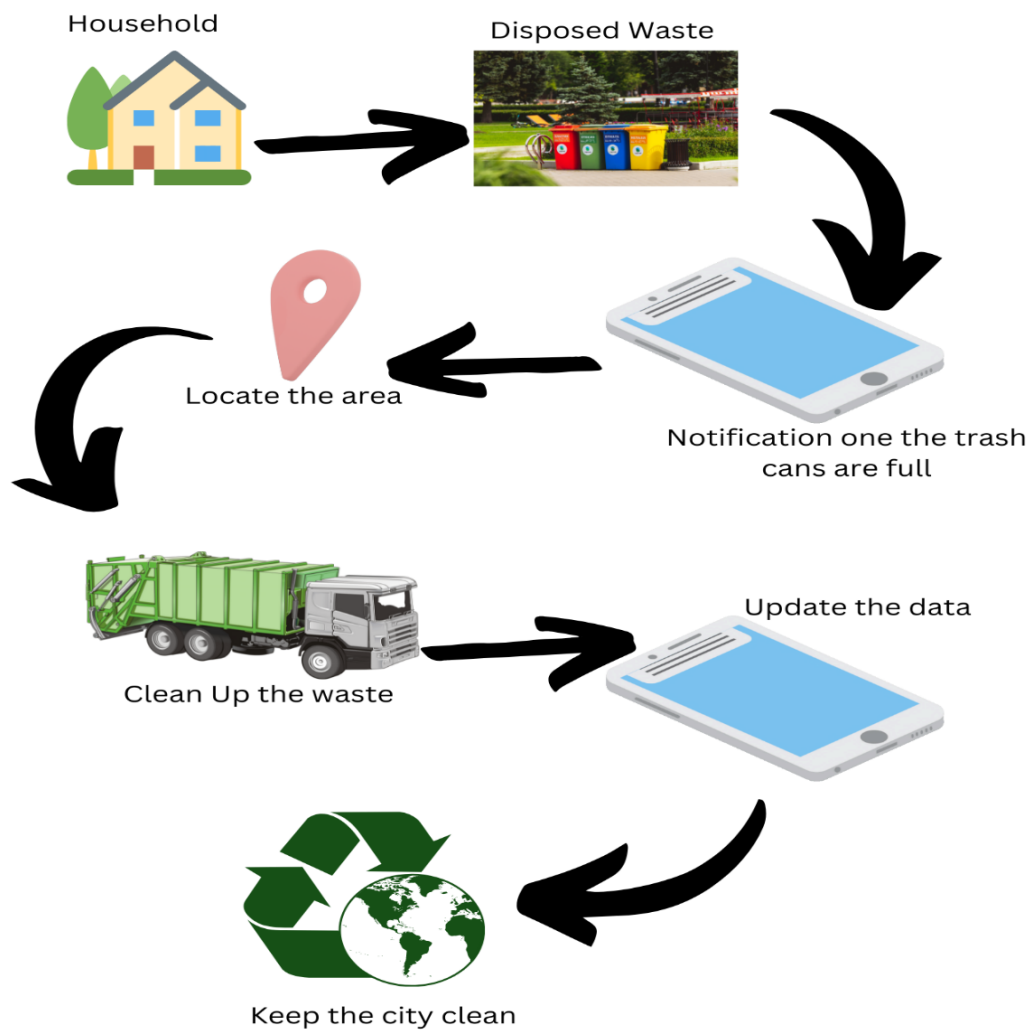 Household
Disposed Waste
Notification one the trash
cans are full
Locate the area
Clean Up the waste
Update the data
Keep the city clean